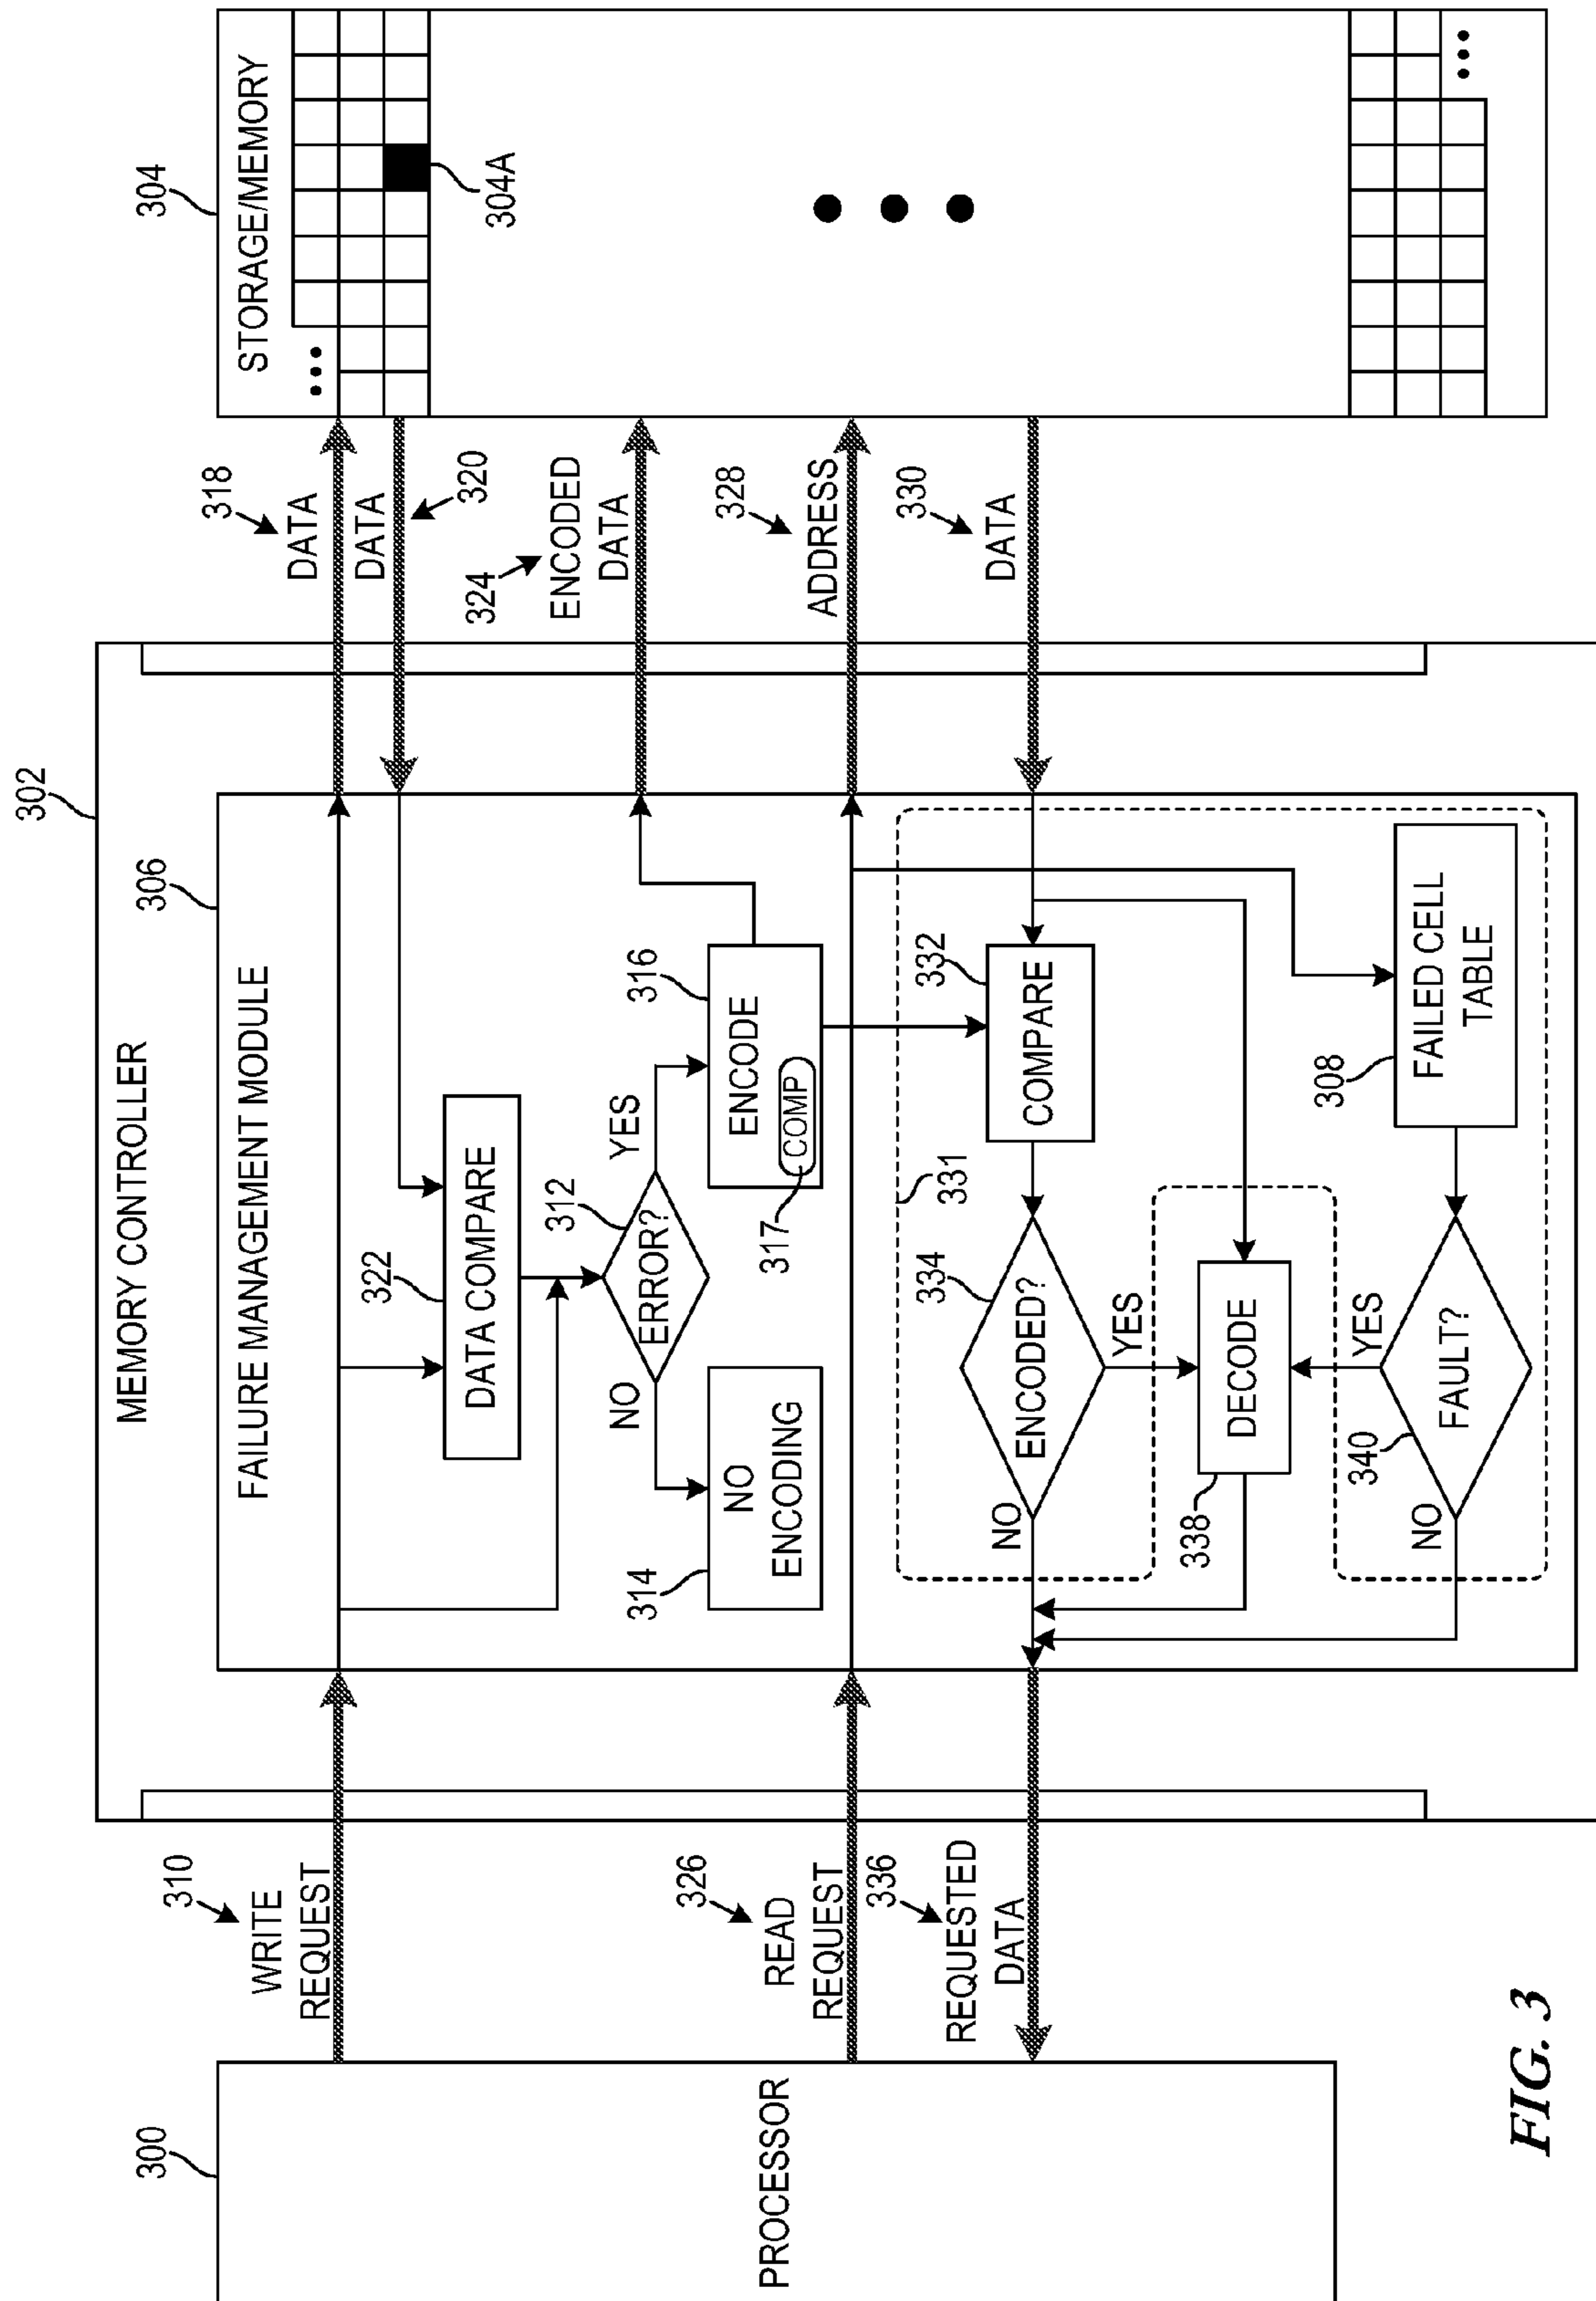 300
PROCESSOR
310
WRITE
REQUEST
326
READ
REQUEST
336
REQUESTED
DATA
302
MEMORY CONTROLLER
306
FAILURE MANAGEMENT MODULE
322
DATA COMPARE
312
ERROR?
NO
YES
314
NO
ENCODING
316
ENCODE
COMP
317
331
332
COMPARE
334
ENCODED?
NO
YES
338
DECODE
YES
340
FAULT?
NO
308
FAILED CELL
TABLE
318
DATA
DATA
320
324
ENCODED
DATA
328
ADDRESS
330
DATA
304
STORAGE/MEMORY
304A
FIG. 3